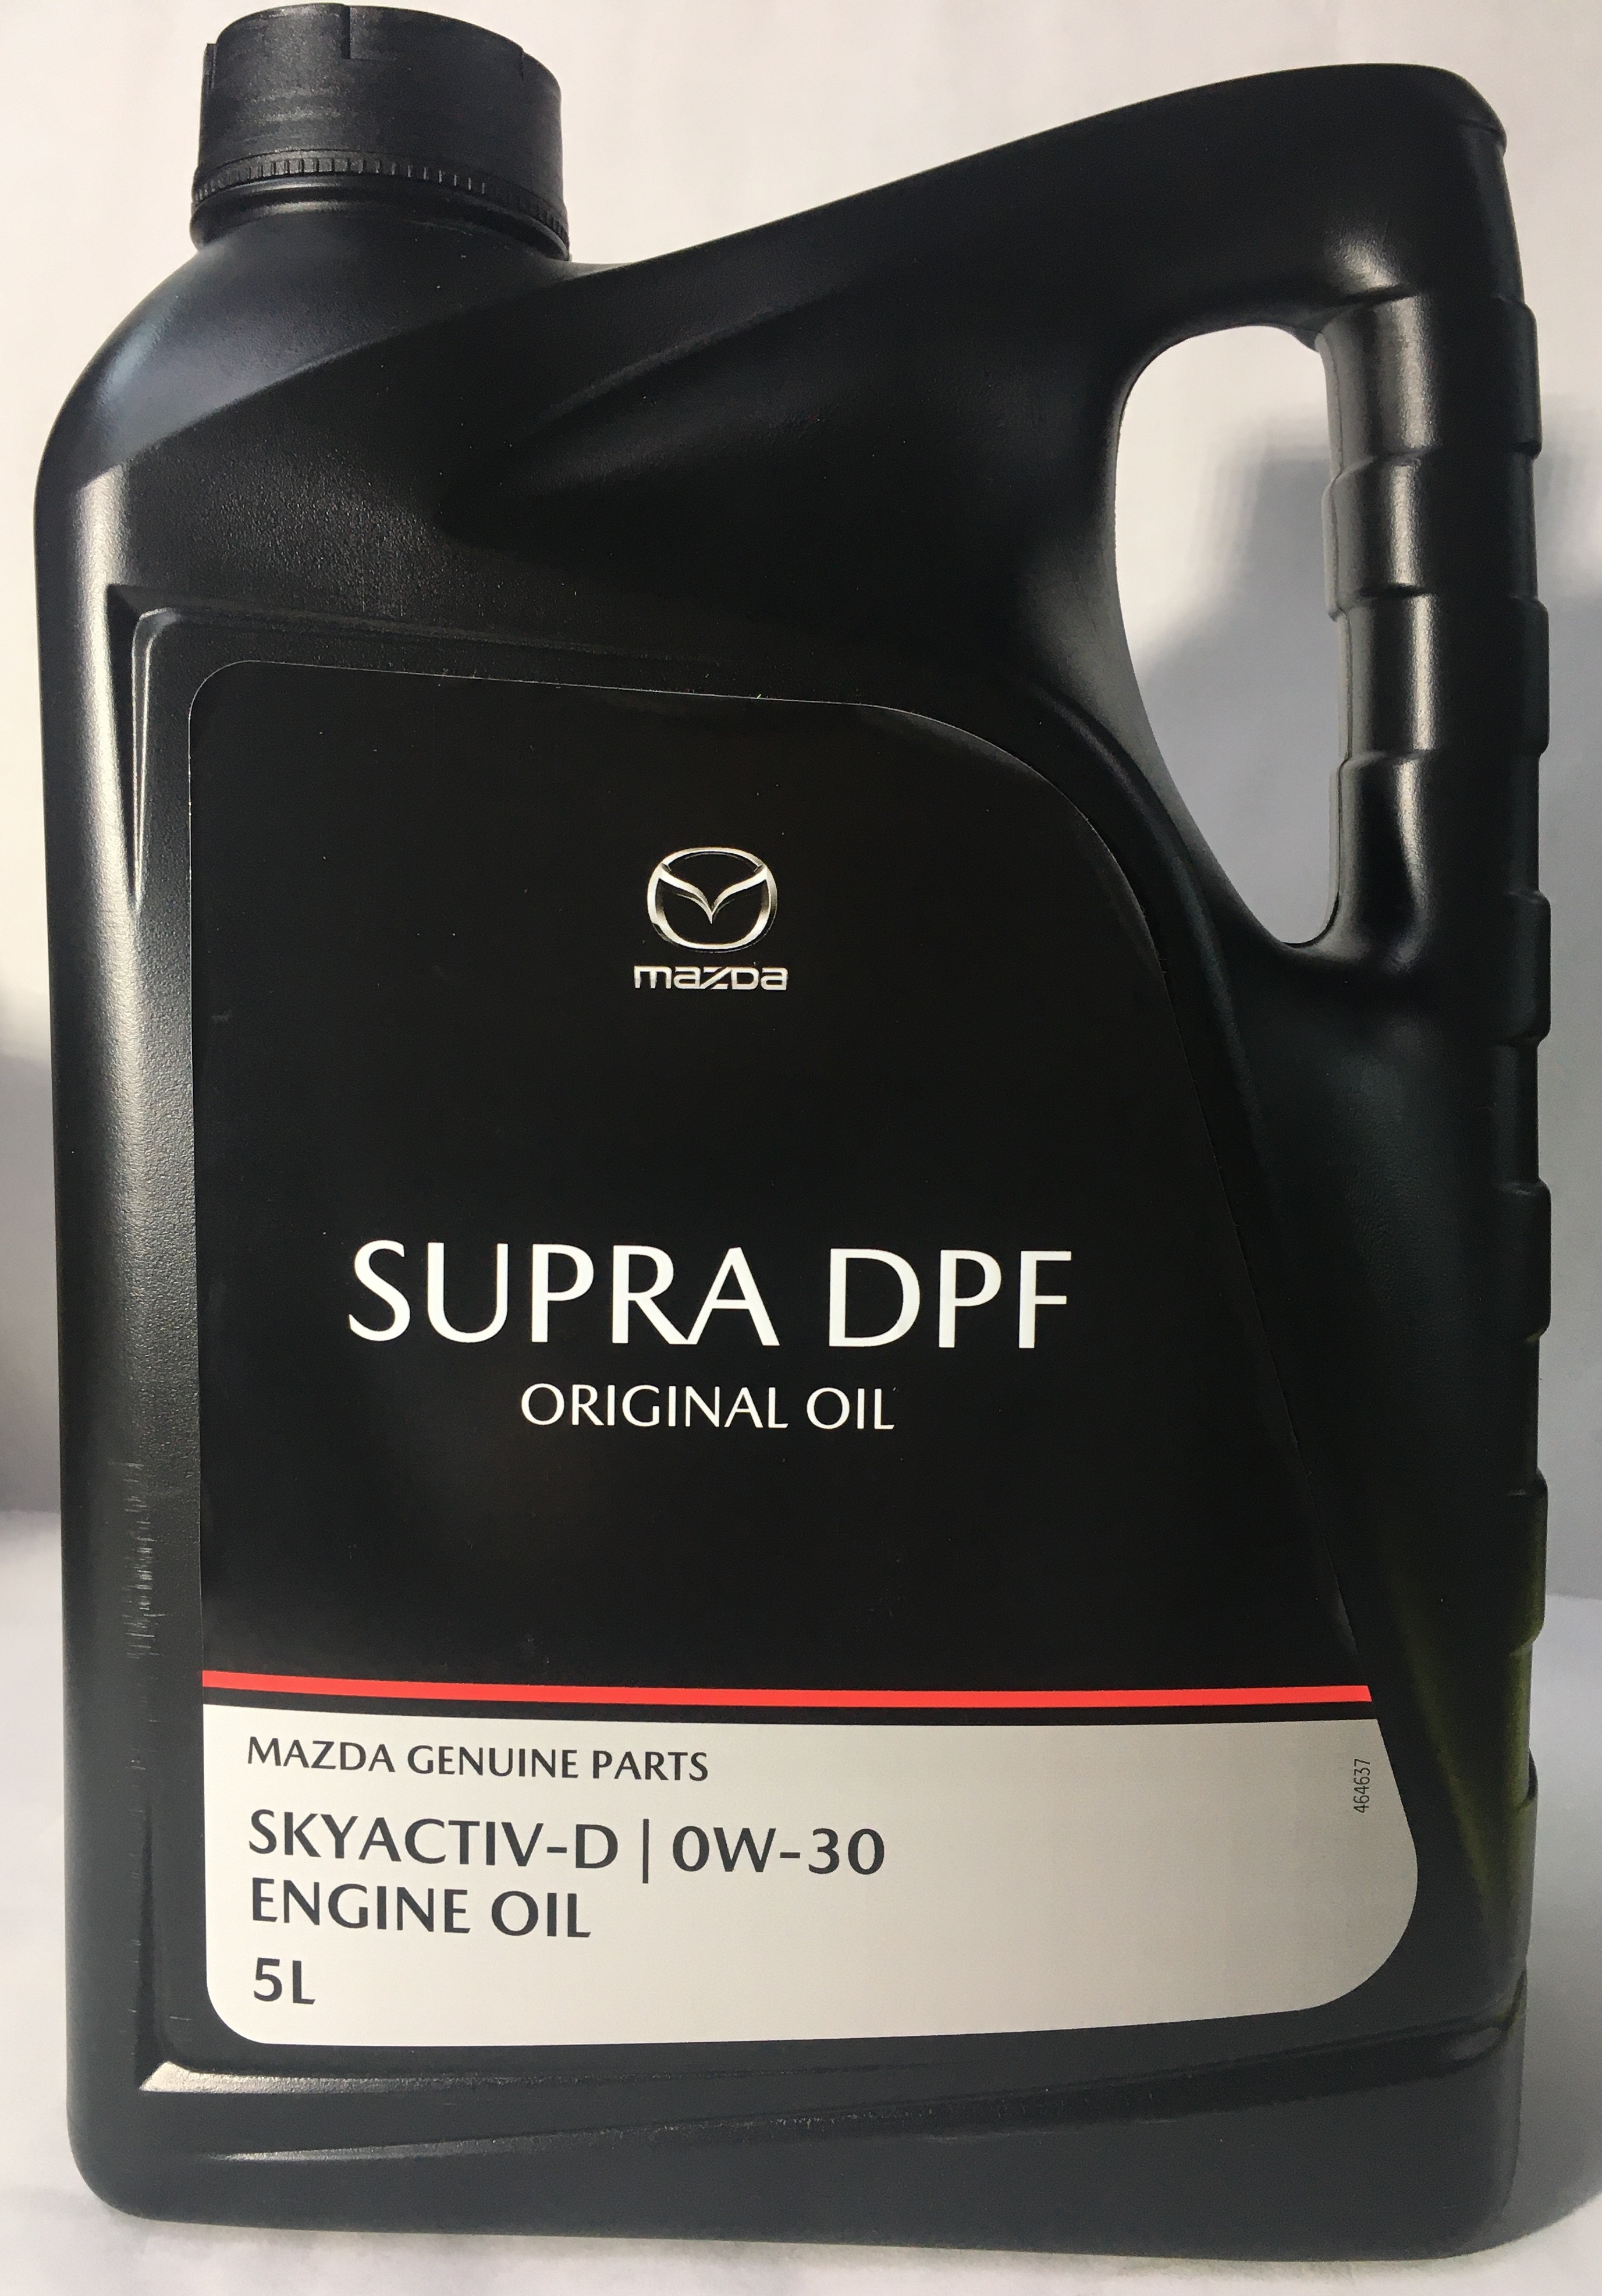 mazda
SUPRA DPF
ORIGINAL OIL
MAZDA GENUINE PARTS
SKYACTIV-D | 0W-30
ENGINE OIL
5L
464637